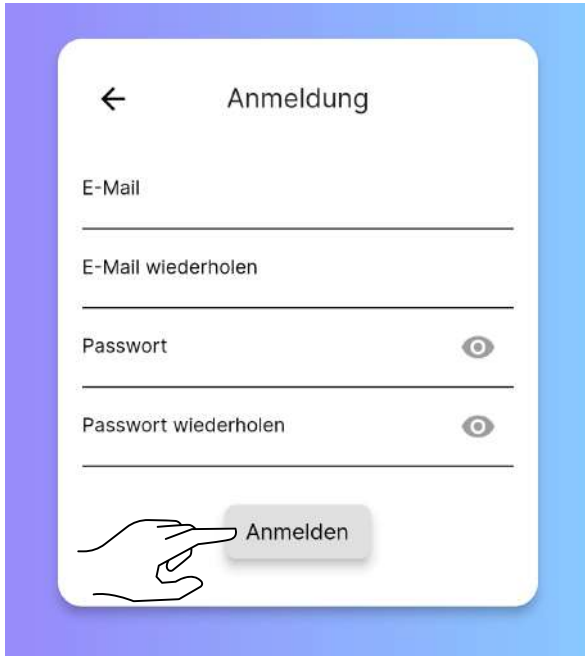 Anmeldung
E-Mail
E-Mail wiederholen
Passwort
Passwort wiederholen
Anmelden